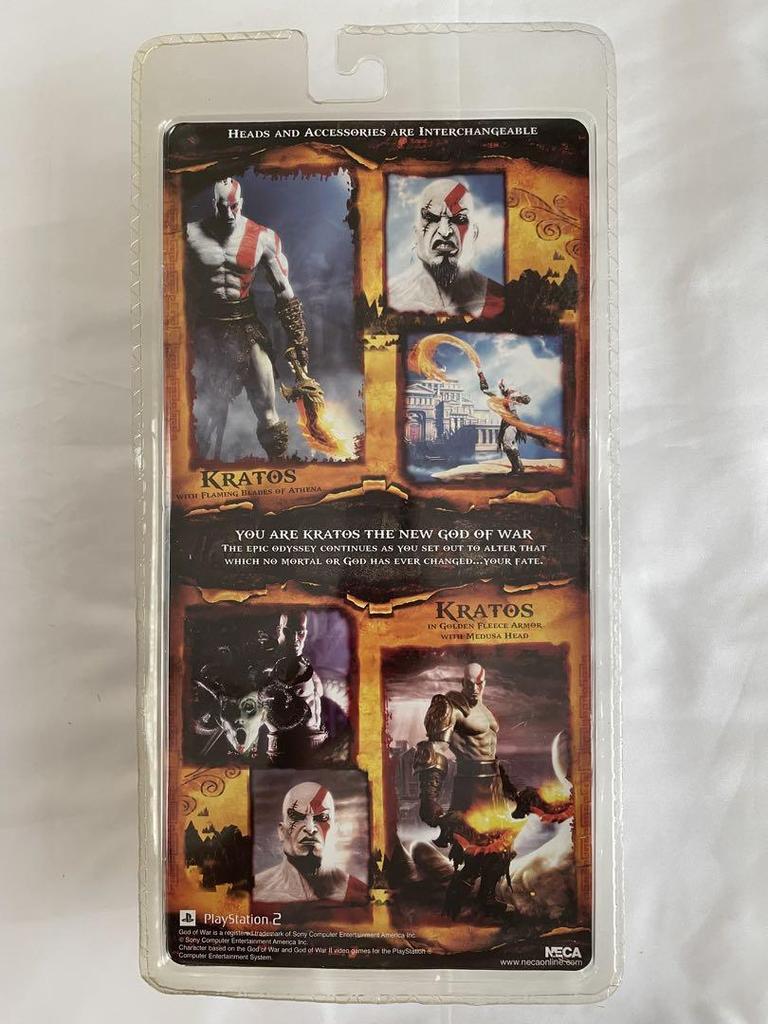 Heads and Accessories are Interchangeable
Kratos
with Flaming Blades of Athena
You are Kratos the new God of War
The epic odyssey continues as you set out to alter that
which no mortal or God has ever changed...your fate.
Kratos
in Golden Fleece Armor
with Medusa Head
PlayStation 2
God of War is a registered trademark of Sony Computer Entertainment America Inc.
© Sony Computer Entertainment America Inc.
Character based on the God of War and God of War II video games for the PlayStation ®
Computer Entertainment System.
NECA
www.necaonline.com